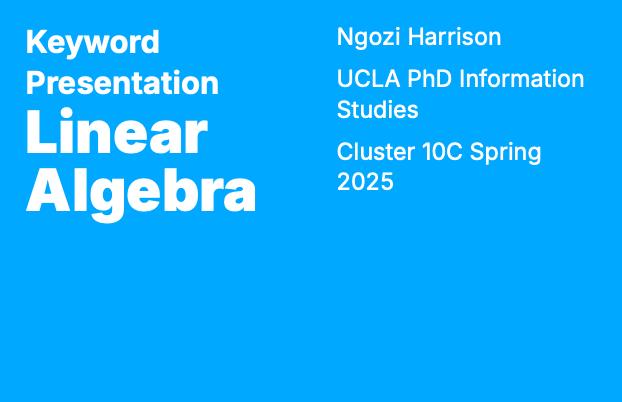 Keyword
Presentation
Linear
Algebra
Ngozi Harrison
UCLA PhD Information
Studies
Cluster 10C Spring
2025